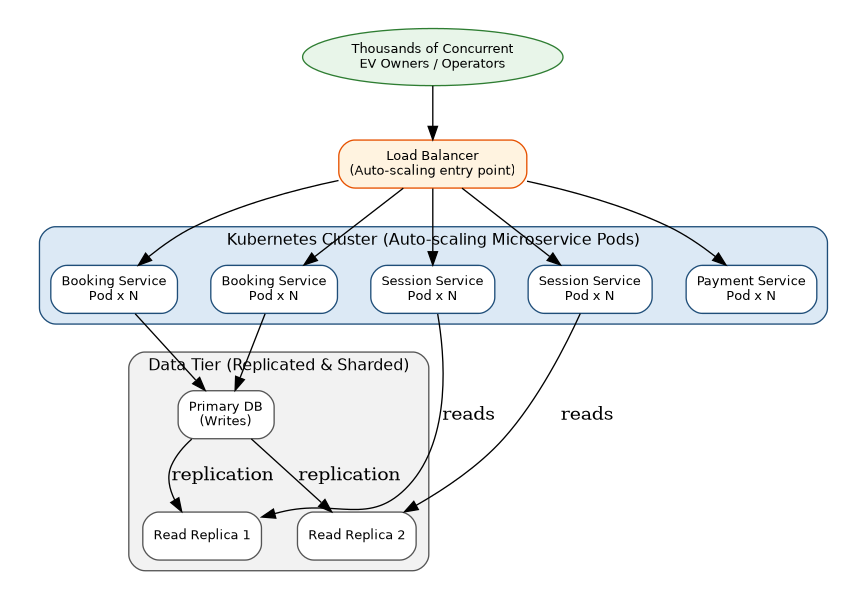 Thousands of Concurrent
EV Owners / Operators
Load Balancer
(Auto-scaling entry point)
Kubernetes Cluster (Auto-scaling Microservice Pods)
Booking Service
Pod x N
Booking Service
Pod x N
Session Service
Pod x N
Session Service
Pod x N
Payment Service
Pod x N
Data Tier (Replicated & Sharded)
Primary DB
(Writes)
reads
reads
replication
replication
Read Replica 1
Read Replica 2